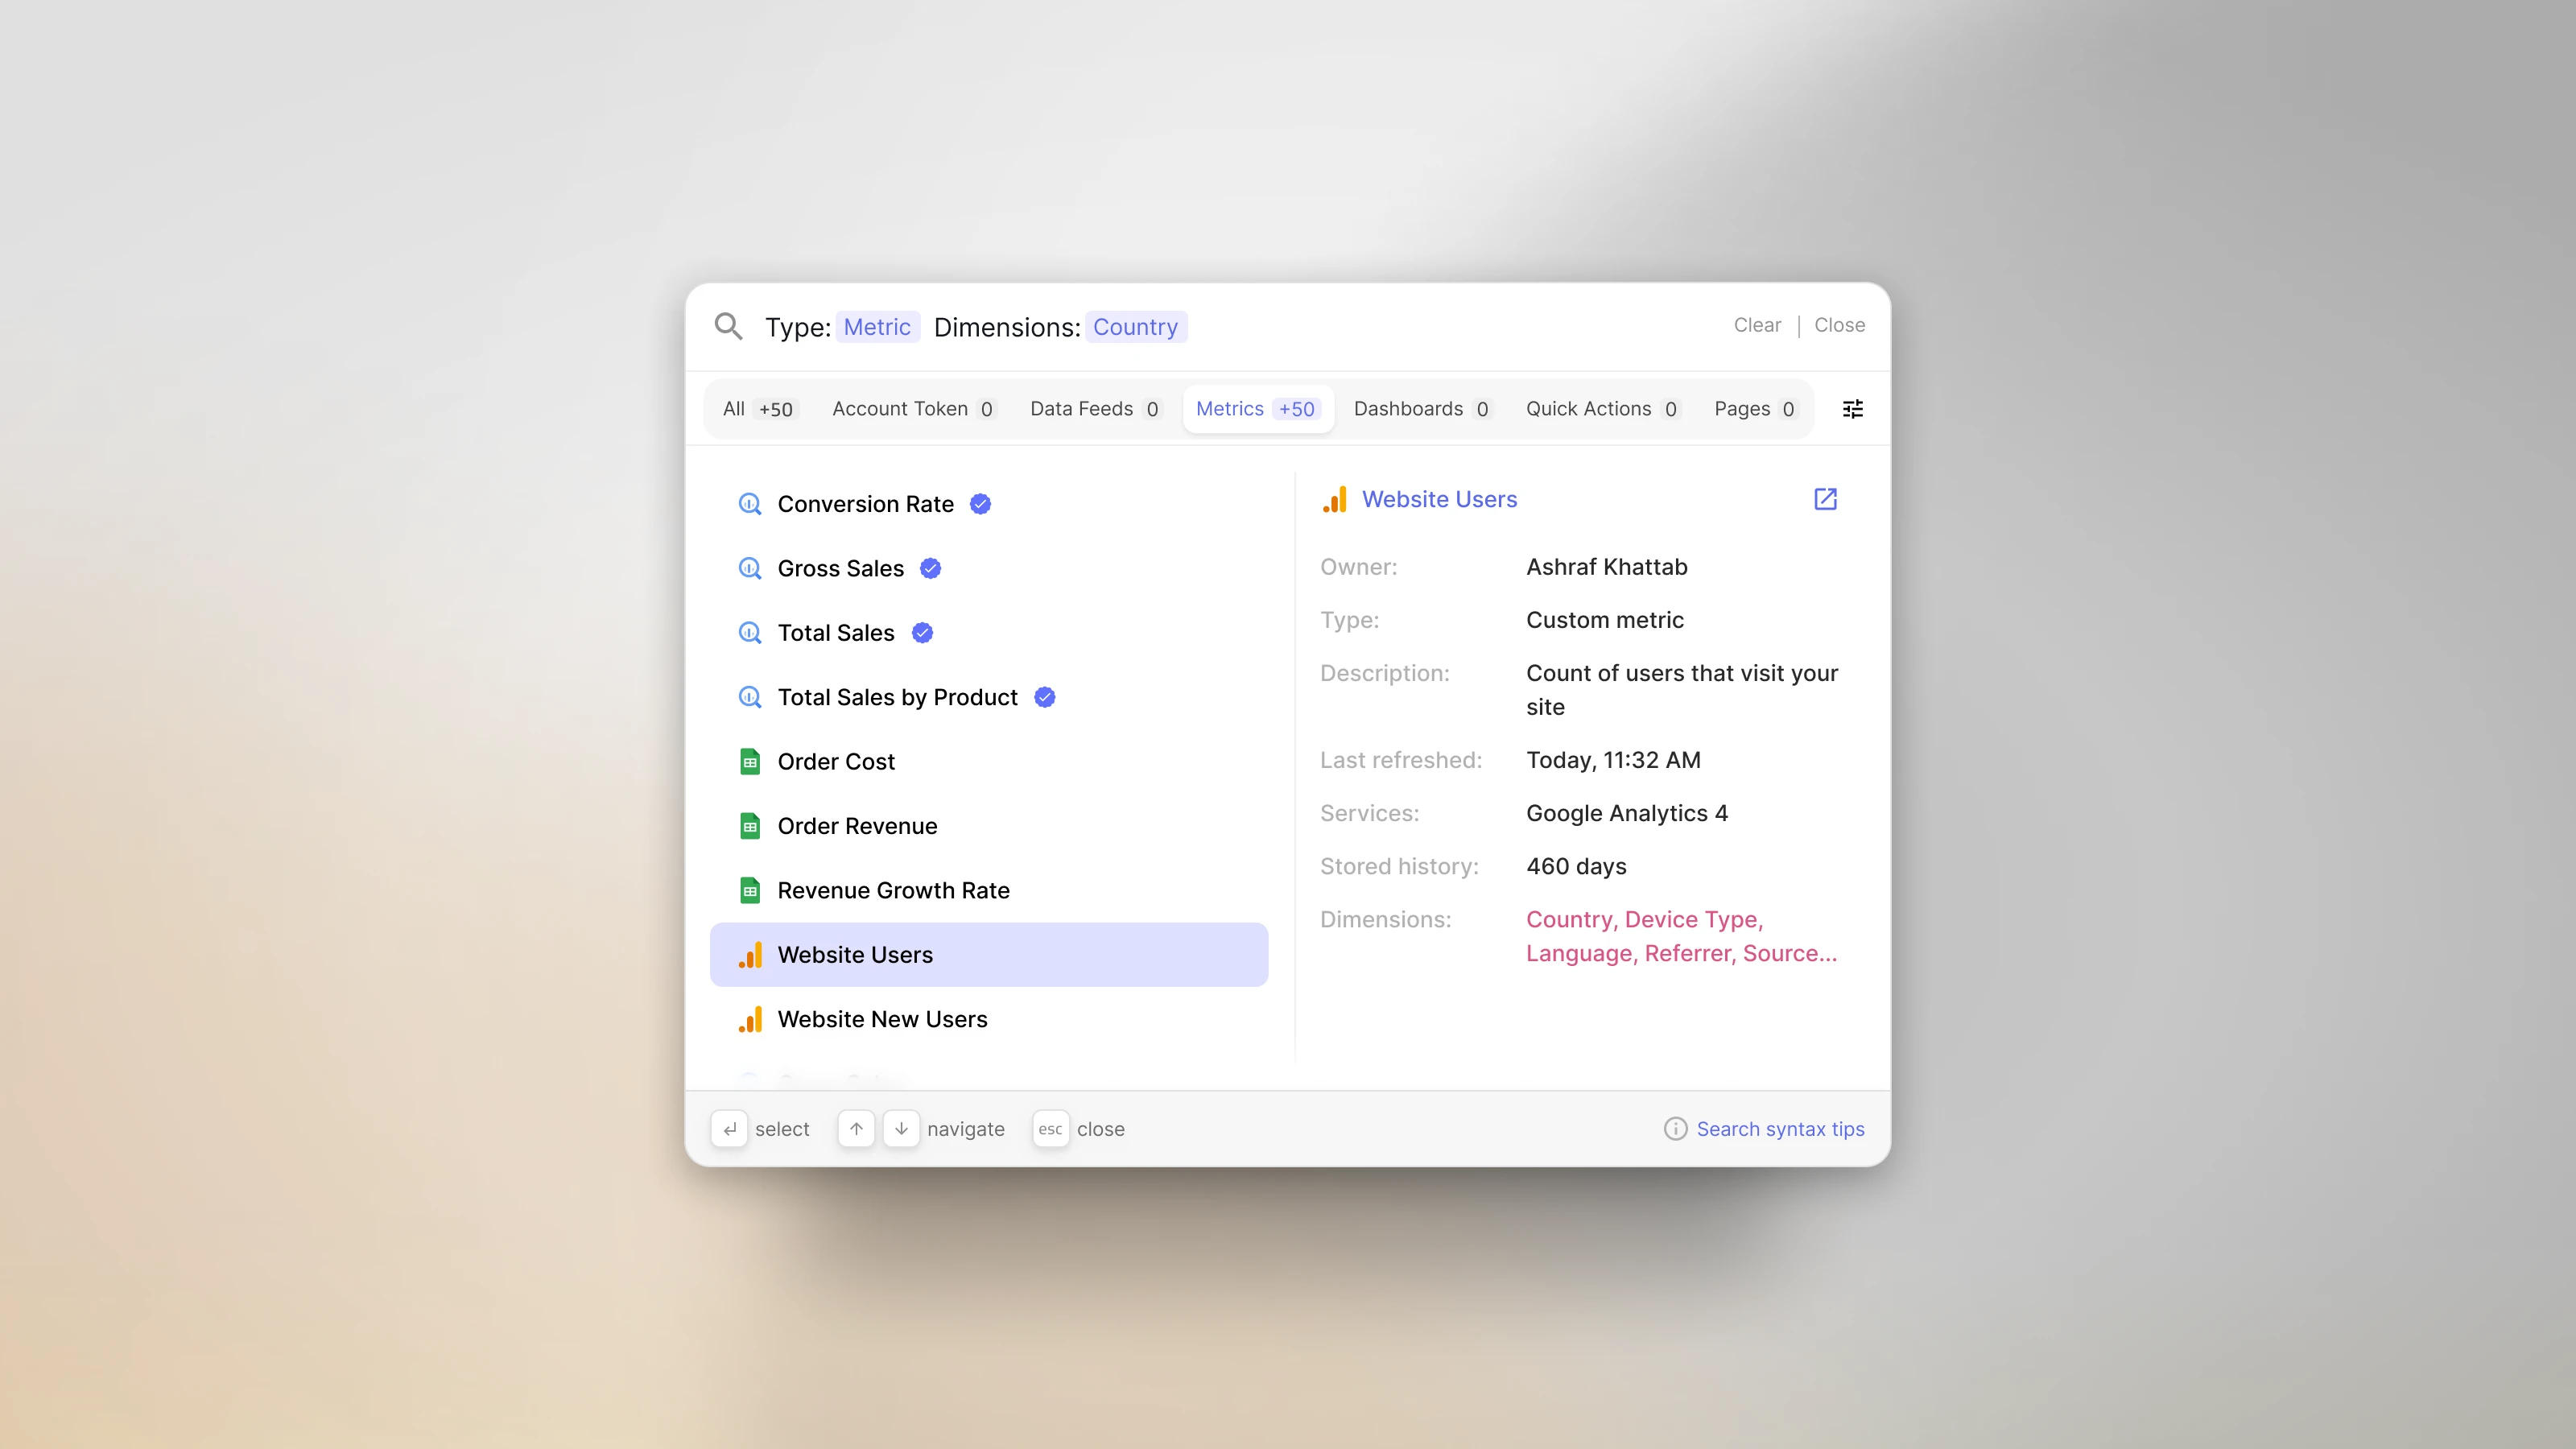 Type: Metric Dimensions: Country
Clear | Close
All +50 Account Token 0 Data Feeds 0 Metrics +50 Dashboards 0 Quick Actions 0 Pages 0
Conversion Rate
Gross Sales
Total Sales
Total Sales by Product
Order Cost
Order Revenue
Revenue Growth Rate
Website Users
Website New Users
Website Users
Owner: Ashraf Khattab
Type: Custom metric
Description: Count of users that visit your
site
Last refreshed: Today, 11:32 AM
Services: Google Analytics 4
Stored history: 460 days
Dimensions: Country, Device Type,
Language, Referrer, Source...
select navigate esc close
Search syntax tips